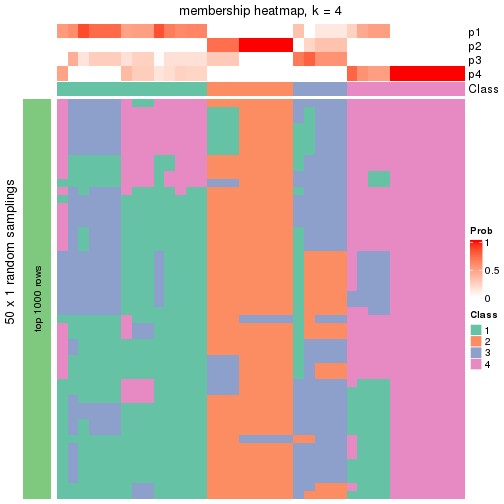 membership heatmap, k = 4
p1
p2
p3
p4
Class
50 x 1 random samplings
top 1000 rows
Prob
1
0.5
0
Class
1
2
3
4